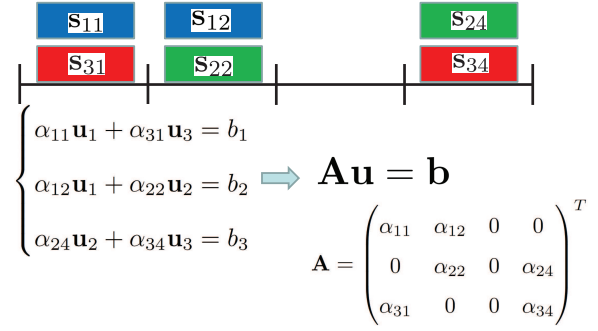 s₁₁ s₁₂ s₂₄
s₃₁ s₂₂ s₃₄
α₁₁u₁ + α₃₁u₃ = b₁
α₁₂u₁ + α₂₂u₂ = b₂
α₂₄u₂ + α₃₄u₃ = b₃
Au = b
T
α₁₁ α₁₂ 0 0
A = 0 α₂₂ 0 α₂₄
α₃₁ 0 0 α₃₄